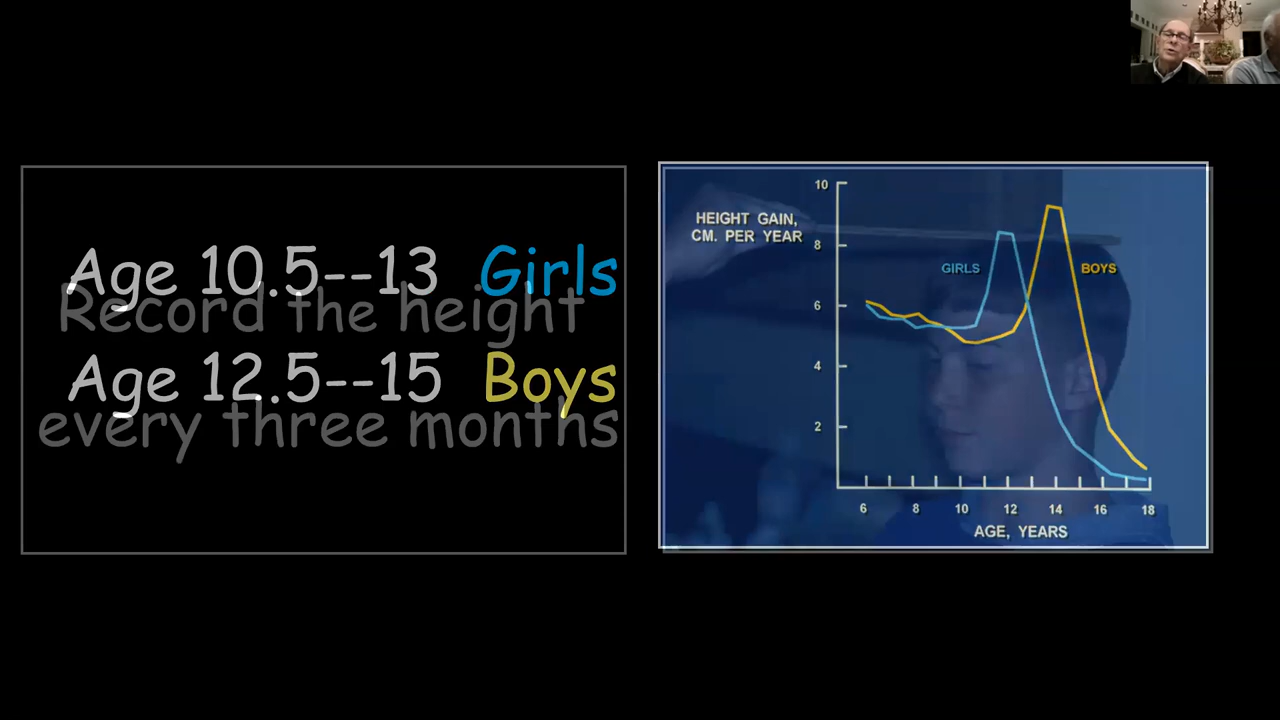 Age 10.5--13 Girls
Record the height
Age 12.5--15 Boys
every three months
HEIGHT GAIN,
CM. PER YEAR
10
8
6
4
2
GIRLS
BOYS
6 8 10 12 14 16 18
AGE, YEARS